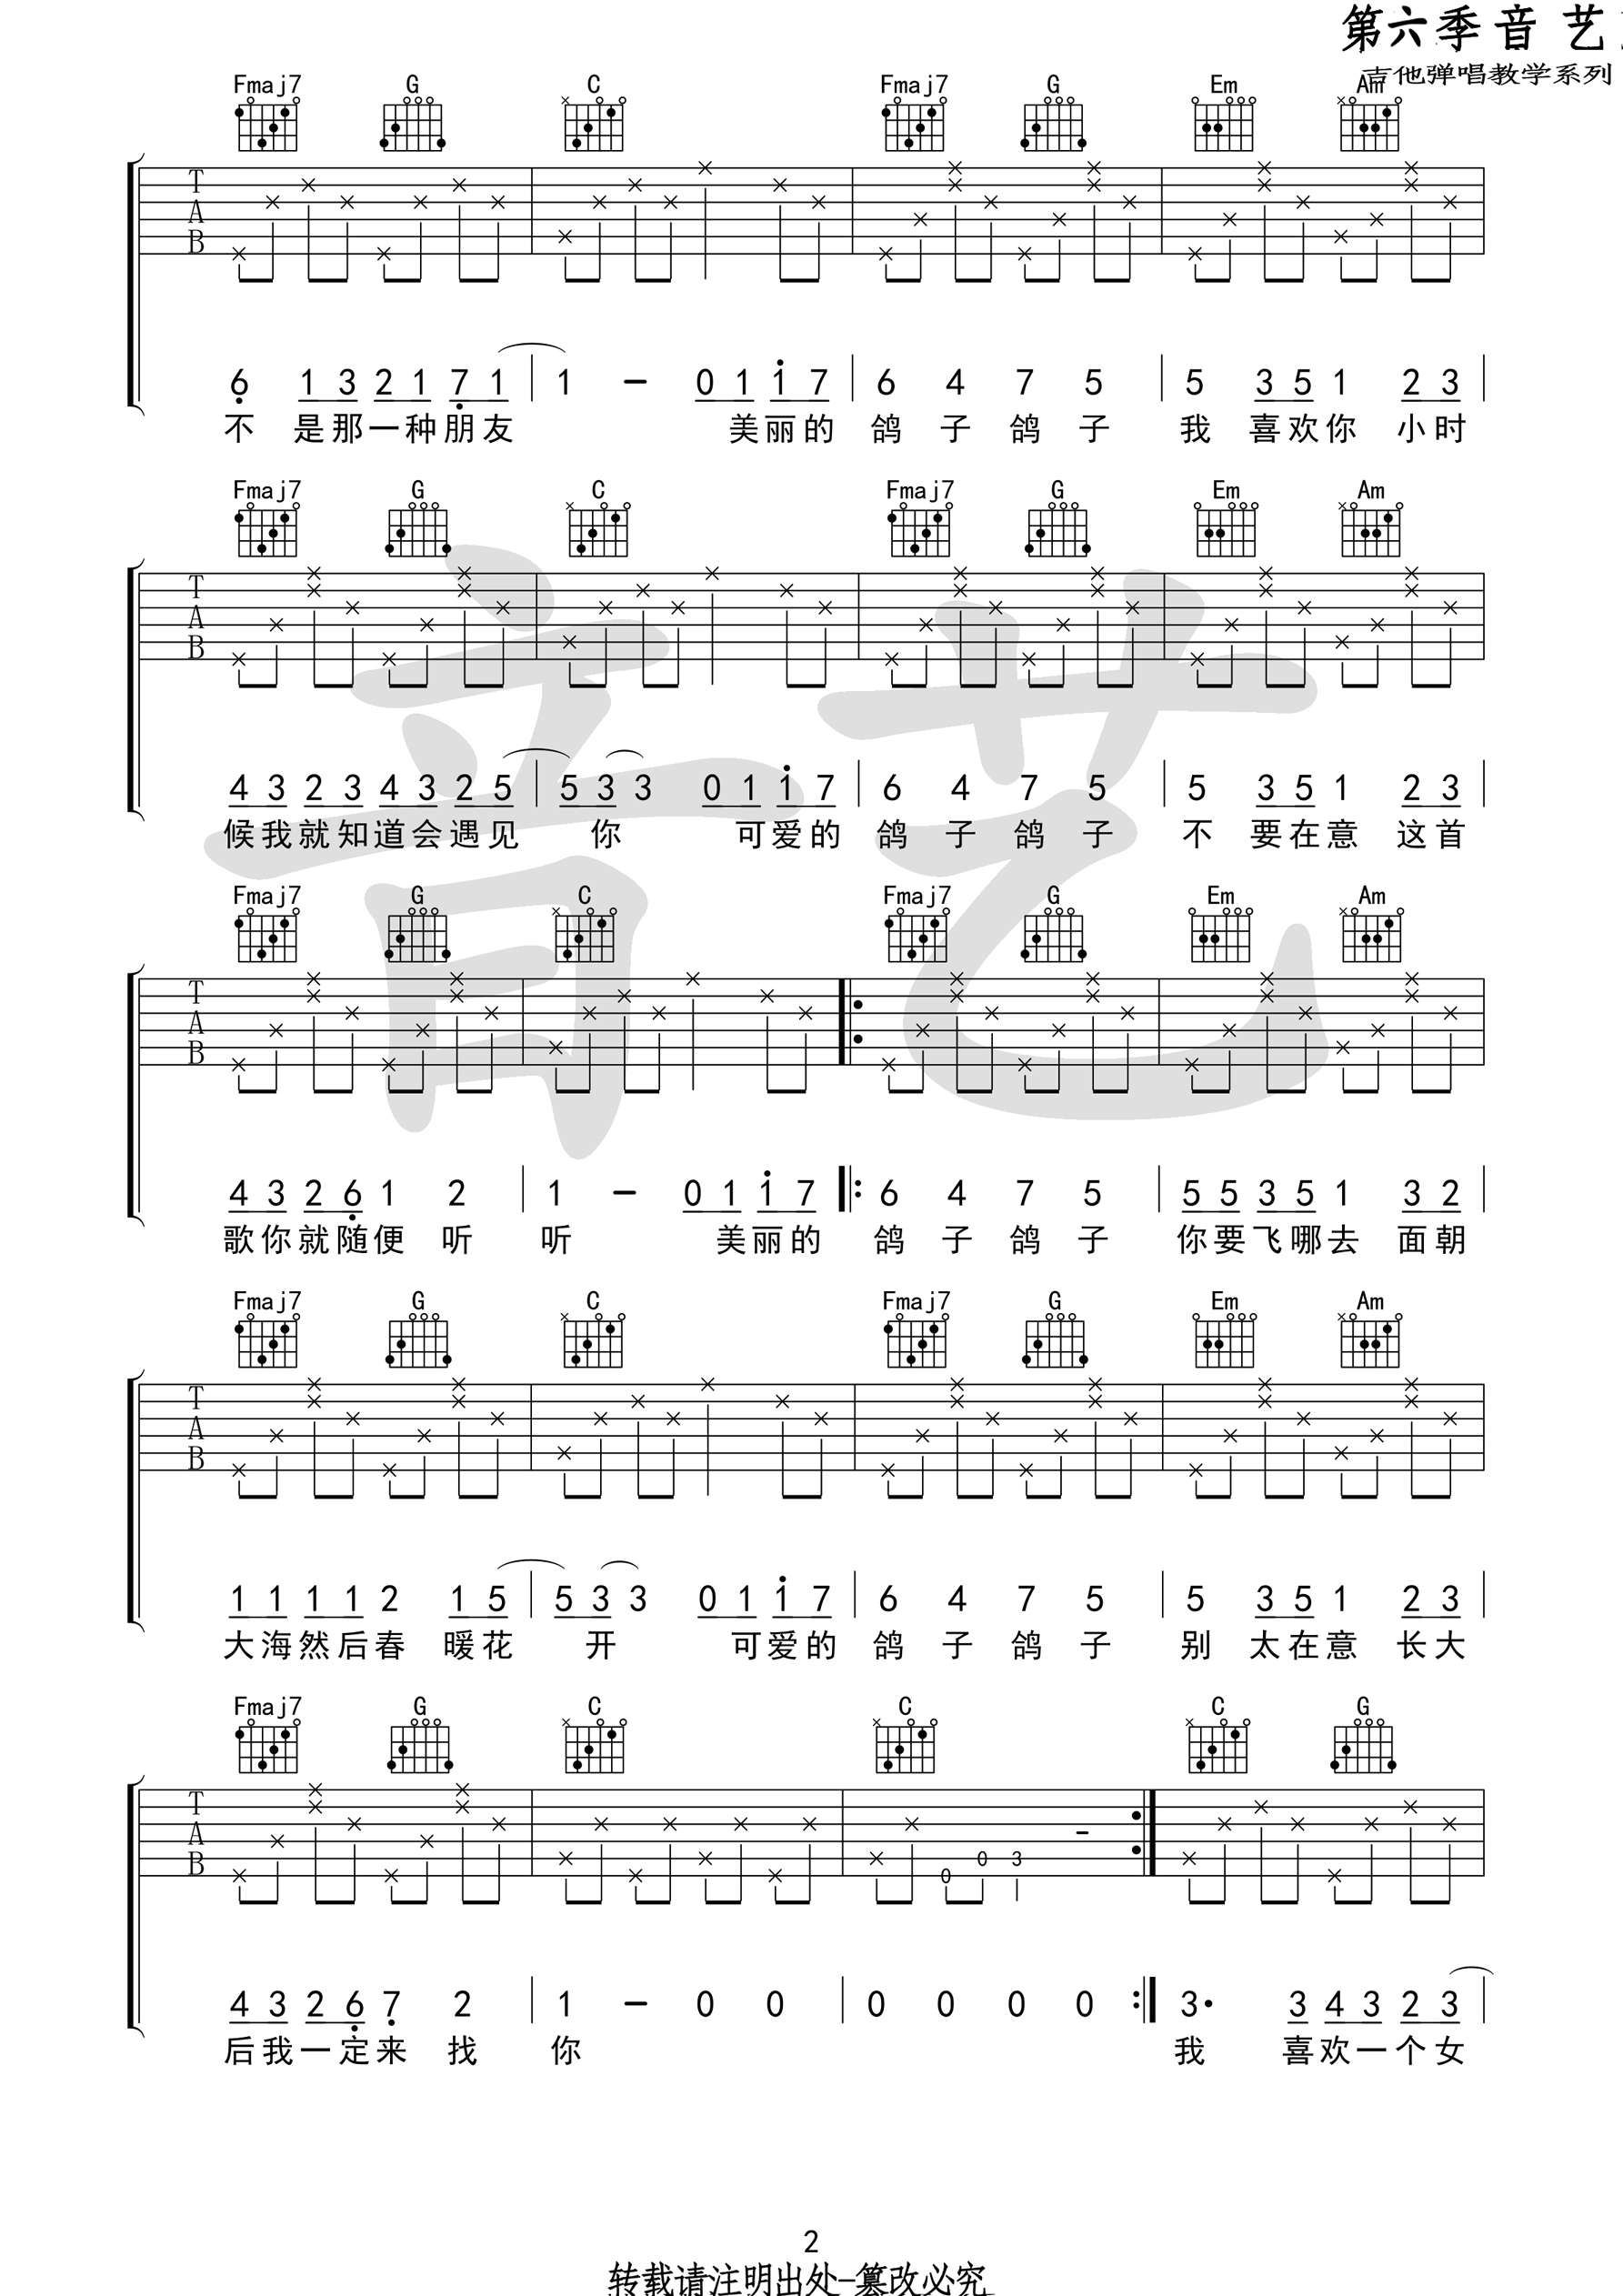 第六季音 艺
吉他弹唱教学系列
Fmaj7 G C Fmaj7 G Em Am
T
A
B
6 1 3 2 1 7 1 | 1 - 0 1 1 7 | 6 4 7 5 | 5 3 5 1 2 3 |
不 是那一种朋友 美丽的 鸽 子 鸽 子 我 喜欢你 小时
Fmaj7 G C Fmaj7 G Em Am
T
A
B
4 3 2 3 4 3 2 5 | 5 3 3 0 1 1 7 | 6 4 7 5 | 5 3 5 1 2 3 |
候我就知道会遇见 你 可爱的 鸽 子 鸽 子 不 要在意 这首
Fmaj7 G C Fmaj7 G Em Am
T
A
B
4 3 2 6 1 2 | 1 - 0 1 1 7 |: 6 4 7 5 | 5 5 3 5 1 3 2 |
歌你就随便 听 听 美丽的 鸽 子 鸽 子 你要飞哪去 面朝
Fmaj7 G C Fmaj7 G Em Am
T
A
B
1 1 1 1 2 1 5 | 5 3 3 0 1 1 7 | 6 4 7 5 | 5 3 5 1 2 3 |
大海然后春 暖花 开 可爱的 鸽 子 鸽 子 别 太在意 长大
Fmaj7 G C C C G
T
A
B
0 0 3
4 3 2 6 7 2 | 1 - 0 0 | 0 0 0 0 :| 3· 3 4 3 2 3 |
后我一定来 找 你 我 喜欢一个女
音艺
2
转载请注明出处-篡改必究